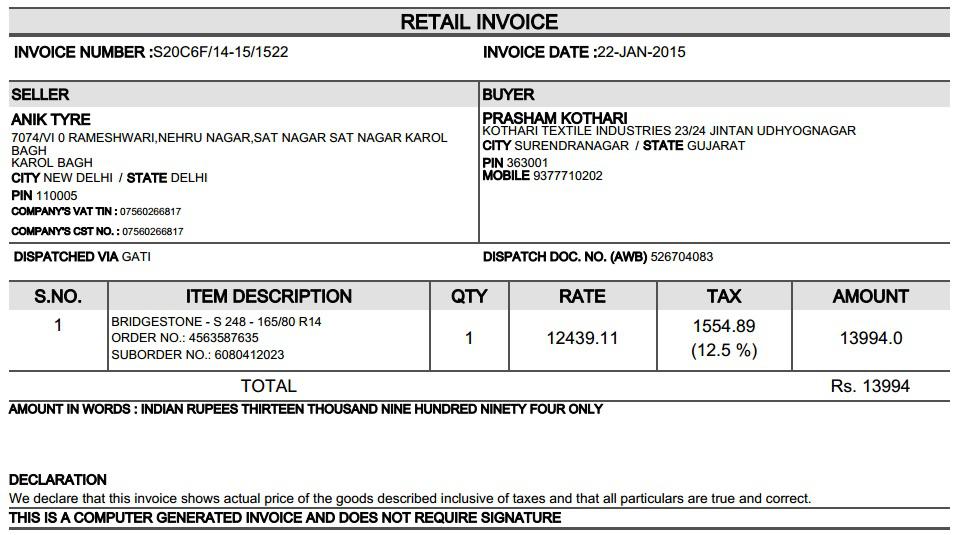 RETAIL INVOICE
INVOICE NUMBER :S20C6F/14-15/1522
INVOICE DATE :22-JAN-2015
SELLER
ANIK TYRE
7074/VI 0 RAMESHWARI,NEHRU NAGAR,SAT NAGAR SAT NAGAR KAROL
BAGH
KAROL BAGH
CITY NEW DELHI / STATE DELHI
PIN 110005
COMPANY'S VAT TIN : 07560266817
COMPANY'S CST NO. : 07560266817
BUYER
PRASHAM KOTHARI
KOTHARI TEXTILE INDUSTRIES 23/24 JINTAN UDHYOGNAGAR
CITY SURENDRANAGAR / STATE GUJARAT
PIN 363001
MOBILE 9377710202
DISPATCHED VIA GATI
DISPATCH DOC. NO. (AWB) 526704083
S.NO. ITEM DESCRIPTION QTY RATE TAX AMOUNT
1
BRIDGESTONE - S 248 - 165/80 R14
ORDER NO.: 4563587635
SUBORDER NO.: 6080412023
1
12439.11
1554.89
(12.5 %)
13994.0
TOTAL Rs. 13994
AMOUNT IN WORDS : INDIAN RUPEES THIRTEEN THOUSAND NINE HUNDRED NINETY FOUR ONLY
DECLARATION
We declare that this invoice shows actual price of the goods described inclusive of taxes and that all particulars are true and correct.
THIS IS A COMPUTER GENERATED INVOICE AND DOES NOT REQUIRE SIGNATURE